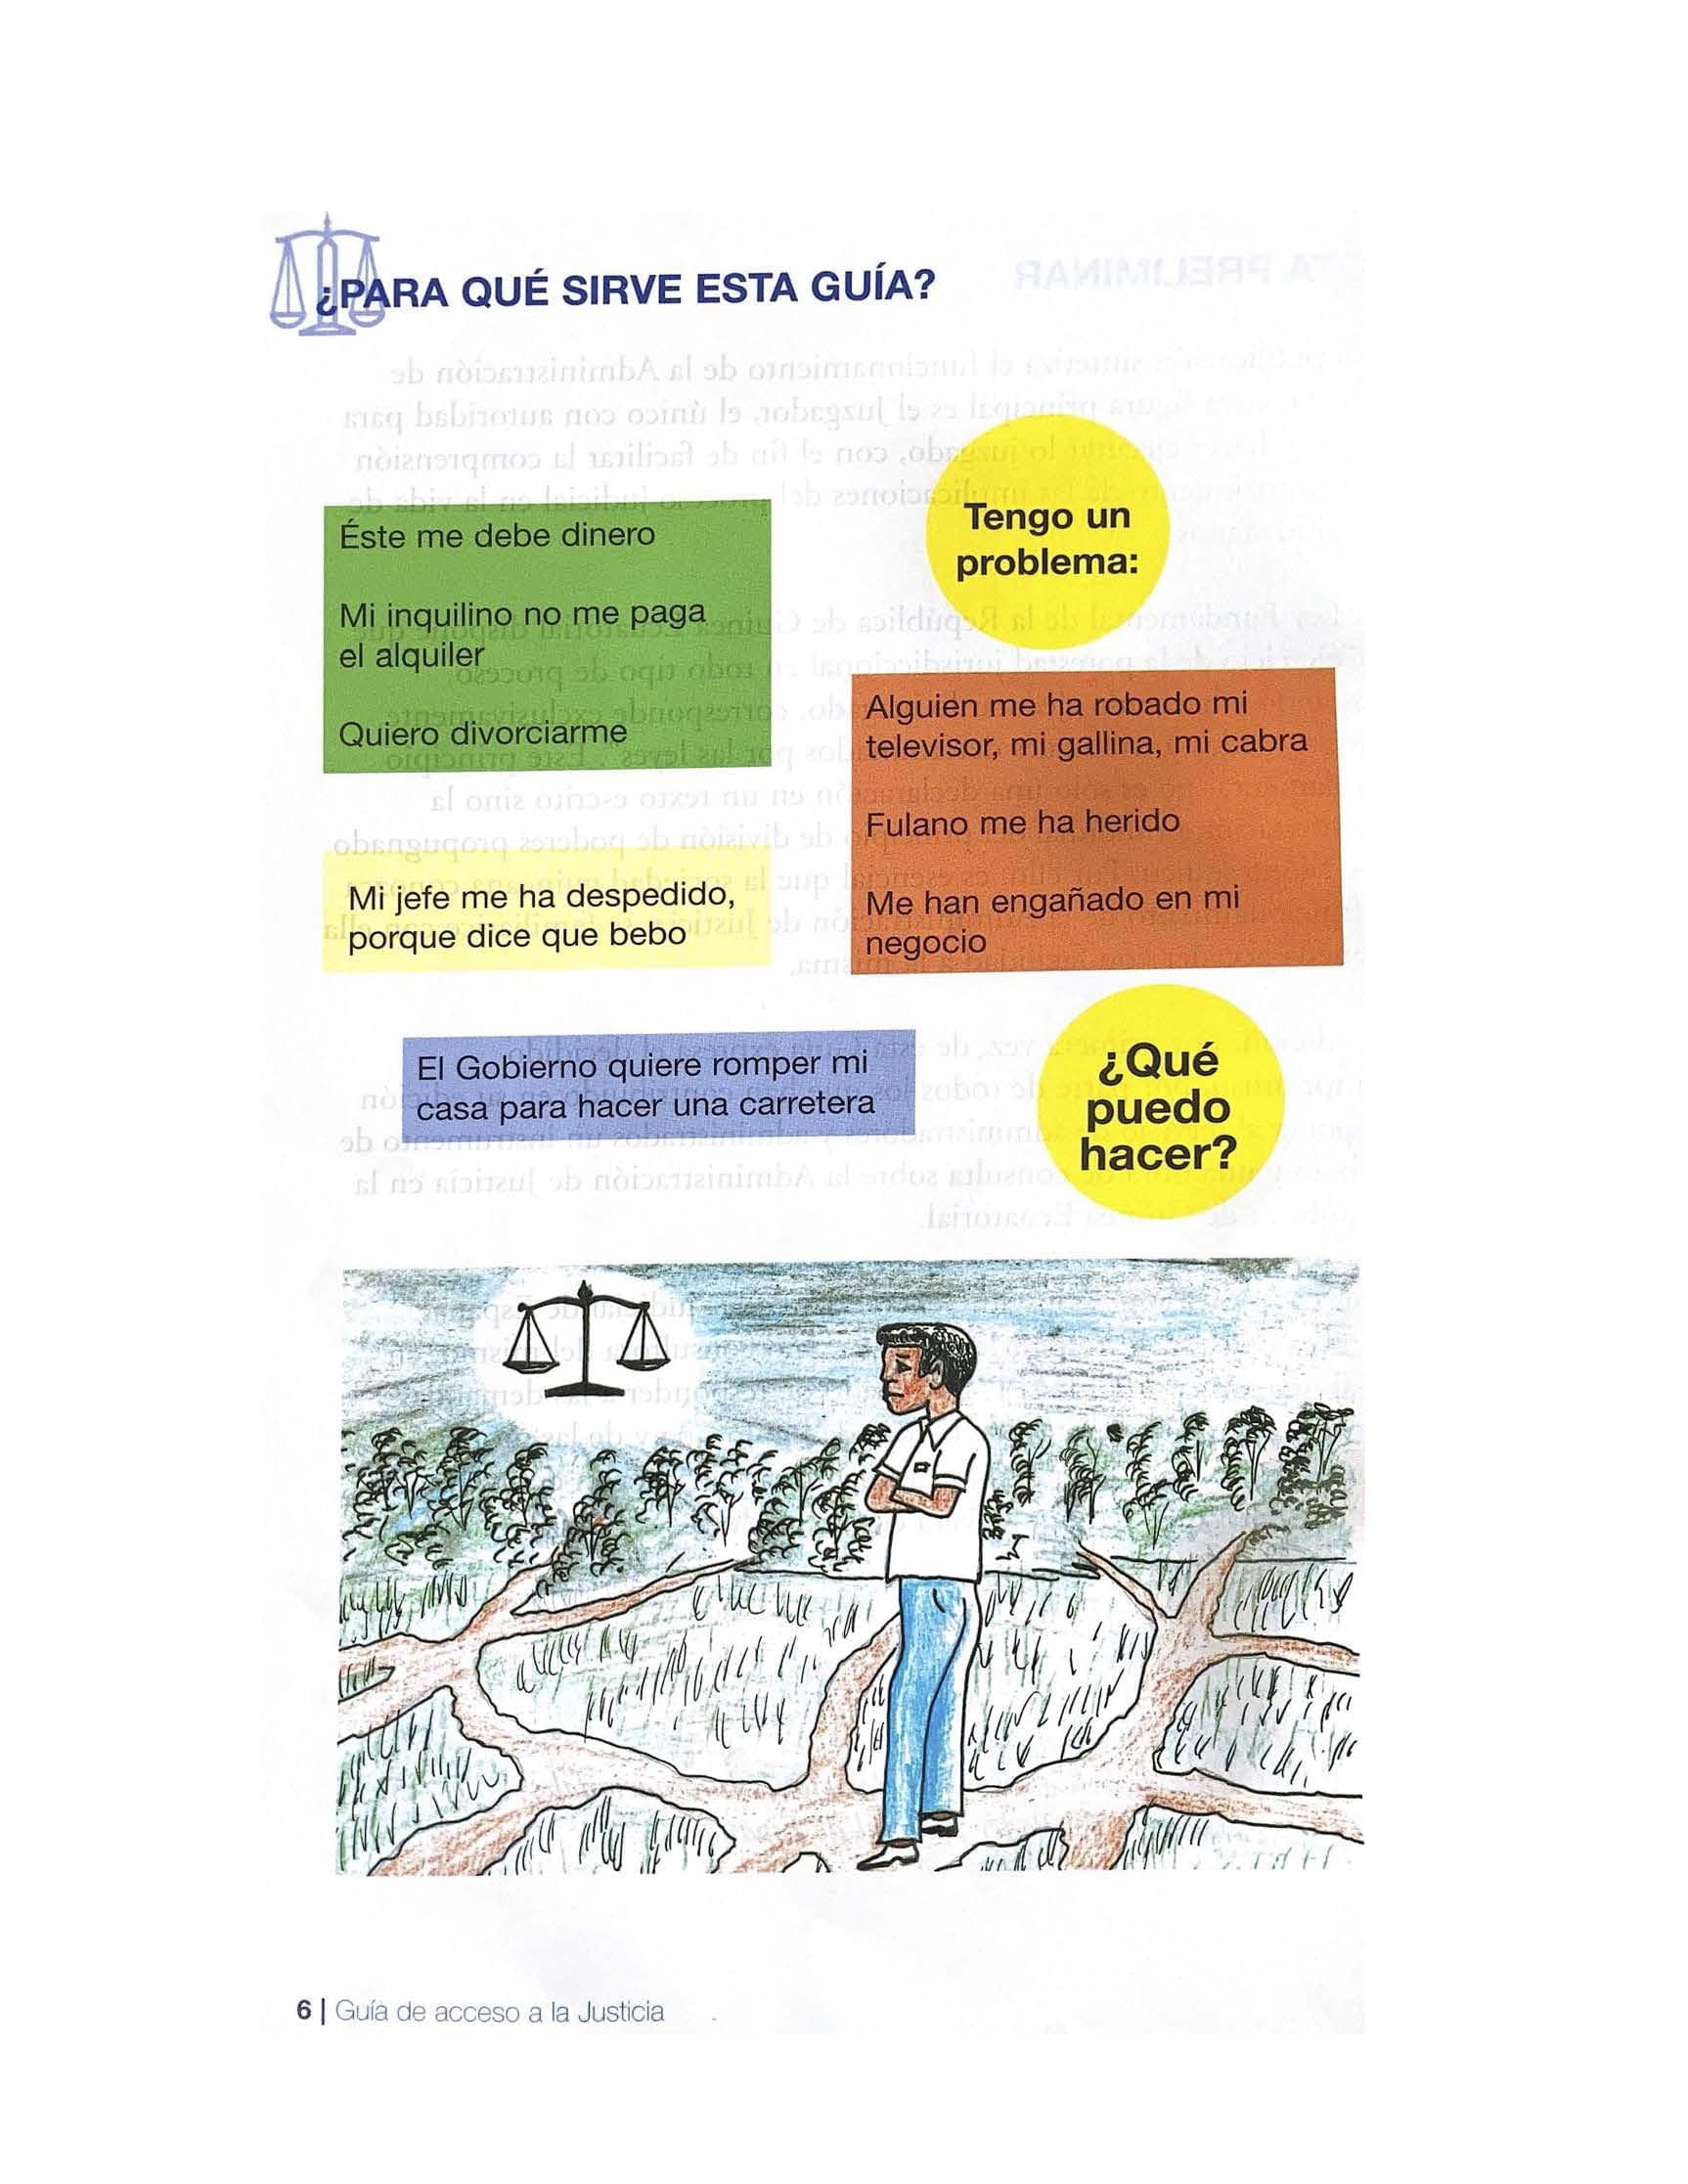 ¿PARA QUÉ SIRVE ESTA GUÍA?
Tengo un
problema:
Éste me debe dinero
Mi inquilino no me paga
el alquiler
Quiero divorciarme
Alguien me ha robado mi
televisor, mi gallina, mi cabra
Fulano me ha herido
Me han engañado en mi
negocio
Mi jefe me ha despedido,
porque dice que bebo
El Gobierno quiere romper mi
casa para hacer una carretera
¿Qué
puedo
hacer?
6 | Guía de acceso a la Justicia